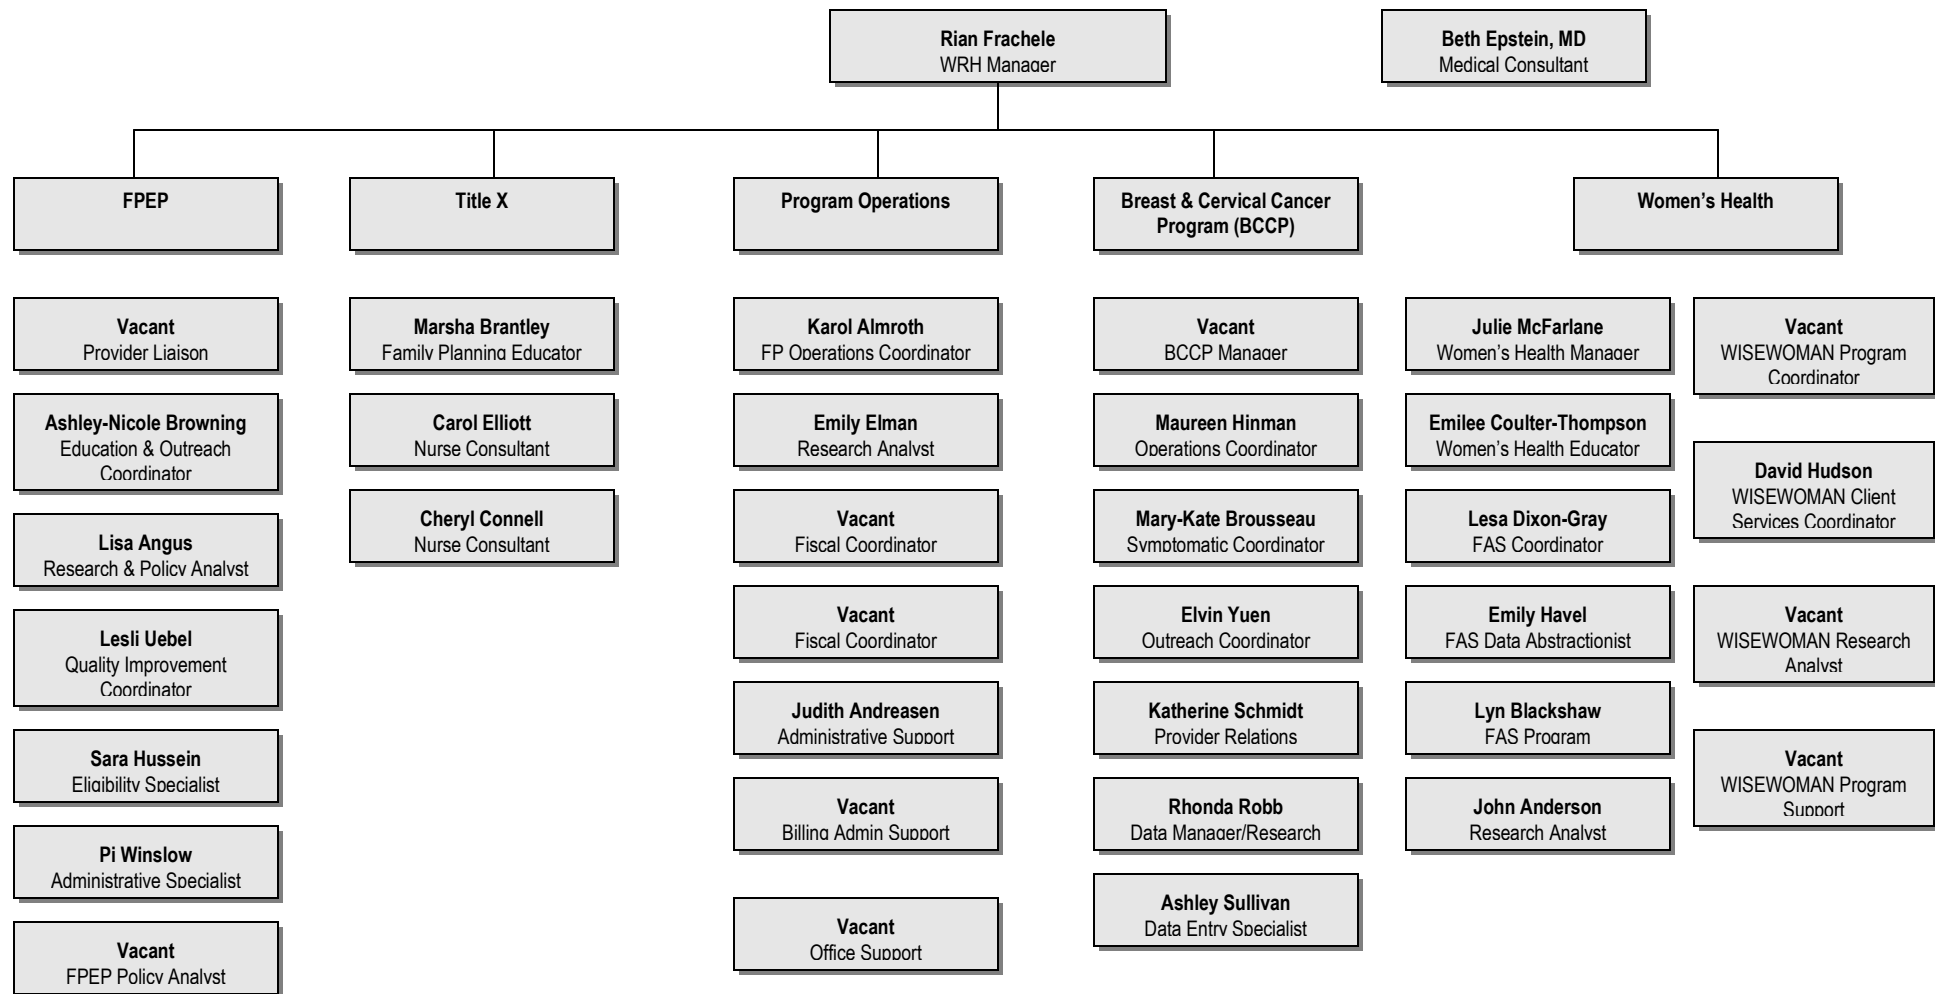 Rian Frachele
WRH Manager
Beth Epstein, MD
Medical Consultant
FPEP
Title X
Program Operations
Breast & Cervical Cancer
Program (BCCP)
Women’s Health
Vacant
Provider Liaison
Ashley-Nicole Browning
Education & Outreach
Coordinator
Lisa Angus
Research & Policy Analyst
Lesli Uebel
Quality Improvement
Coordinator
Sara Hussein
Eligibility Specialist
Pi Winslow
Administrative Specialist
Vacant
FPEP Policy Analyst
Marsha Brantley
Family Planning Educator
Carol Elliott
Nurse Consultant
Cheryl Connell
Nurse Consultant
Karol Almroth
FP Operations Coordinator
Emily Elman
Research Analyst
Vacant
Fiscal Coordinator
Vacant
Fiscal Coordinator
Judith Andreasen
Administrative Support
Vacant
Billing Admin Support
Vacant
Office Support
Vacant
BCCP Manager
Maureen Hinman
Operations Coordinator
Mary-Kate Brousseau
Symptomatic Coordinator
Elvin Yuen
Outreach Coordinator
Katherine Schmidt
Provider Relations
Rhonda Robb
Data Manager/Research
Ashley Sullivan
Data Entry Specialist
Julie McFarlane
Women’s Health Manager
Emilee Coulter-Thompson
Women’s Health Educator
Lesa Dixon-Gray
FAS Coordinator
Emily Havel
FAS Data Abstractionist
Lyn Blackshaw
FAS Program
John Anderson
Research Analyst
Vacant
WISEWOMAN Program
Coordinator
David Hudson
WISEWOMAN Client
Services Coordinator
Vacant
WISEWOMAN Research
Analyst
Vacant
WISEWOMAN Program
Support